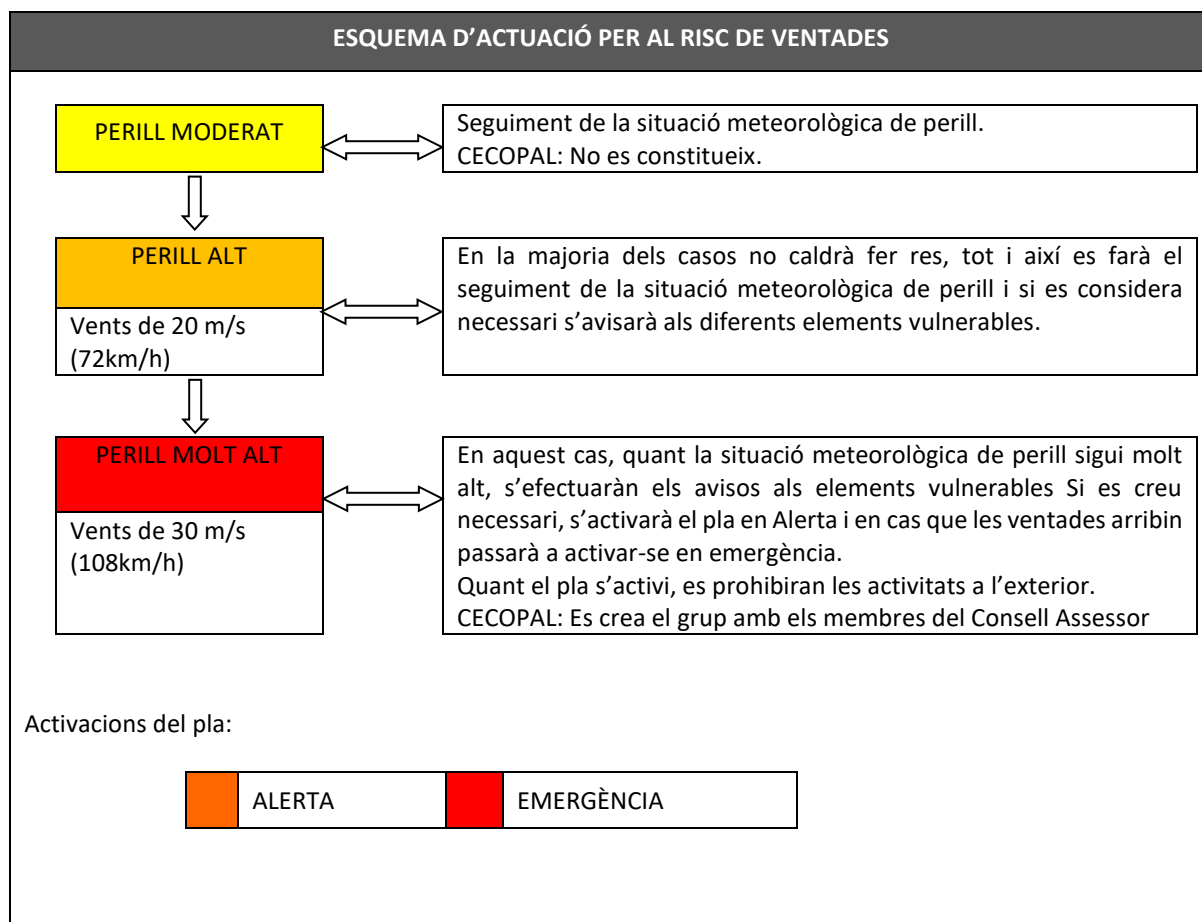 ESQUEMA D’ACTUACIÓ PER AL RISC DE VENTADES
PERILL MODERAT
Seguiment de la situació meteorològica de perill.
CECOPAL: No es constitueix.
PERILL ALT
Vents de 20 m/s
(72km/h)
En la majoria dels casos no caldrà fer res, tot i així es farà el
seguiment de la situació meteorològica de perill i si es considera
necessari s’avisarà als diferents elements vulnerables.
PERILL MOLT ALT
Vents de 30 m/s
(108km/h)
En aquest cas, quant la situació meteorològica de perill sigui molt
alt, s’efectuaràn els avisos als elements vulnerables Si es creu
necessari, s’activarà el pla en Alerta i en cas que les ventades arribin
passarà a activar-se en emergència.
Quant el pla s’activi, es prohibiran les activitats a l’exterior.
CECOPAL: Es crea el grup amb els membres del Consell Assessor
Activacions del pla:
ALERTA
EMERGÈNCIA